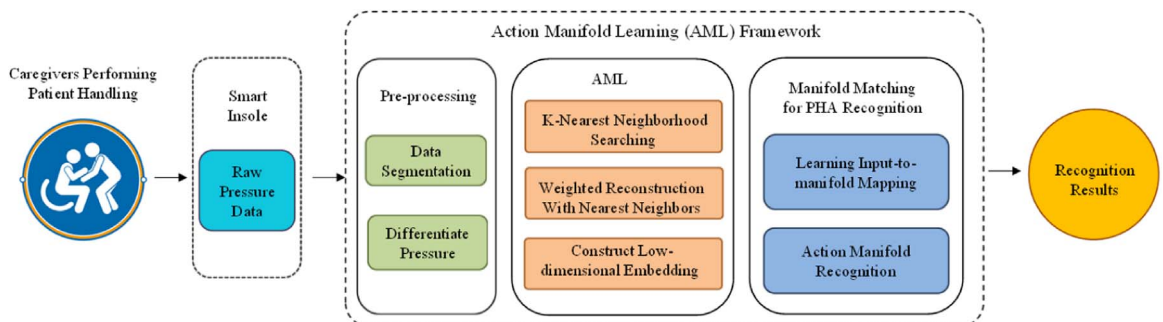 Action Manifold Learning (AML) Framework
Caregivers Performing
Patient Handling
Smart
Insole
Raw
Pressure
Data
Pre-processing
Data
Segmentation
Differentiate
Pressure
AML
K-Nearest Neighborhood
Searching
Weighted Reconstruction
With Nearest Neighbors
Construct Low-
dimensional Embedding
Manifold Matching
for PHA Recognition
Learning Input-to-
manifold Mapping
Action Manifold
Recognition
Recognition
Results